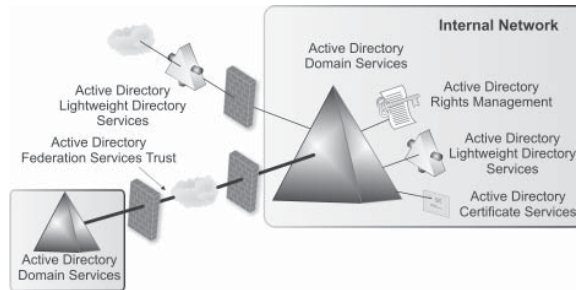 Internal Network
Active Directory
Domain Services
Active Directory
Rights Management
Active Directory
Lightweight Directory
Services
Active Directory
Lightweight Directory
Services
Active Directory
Federation Services Trust
Active Directory
Certificate Services
Active Directory
Domain Services